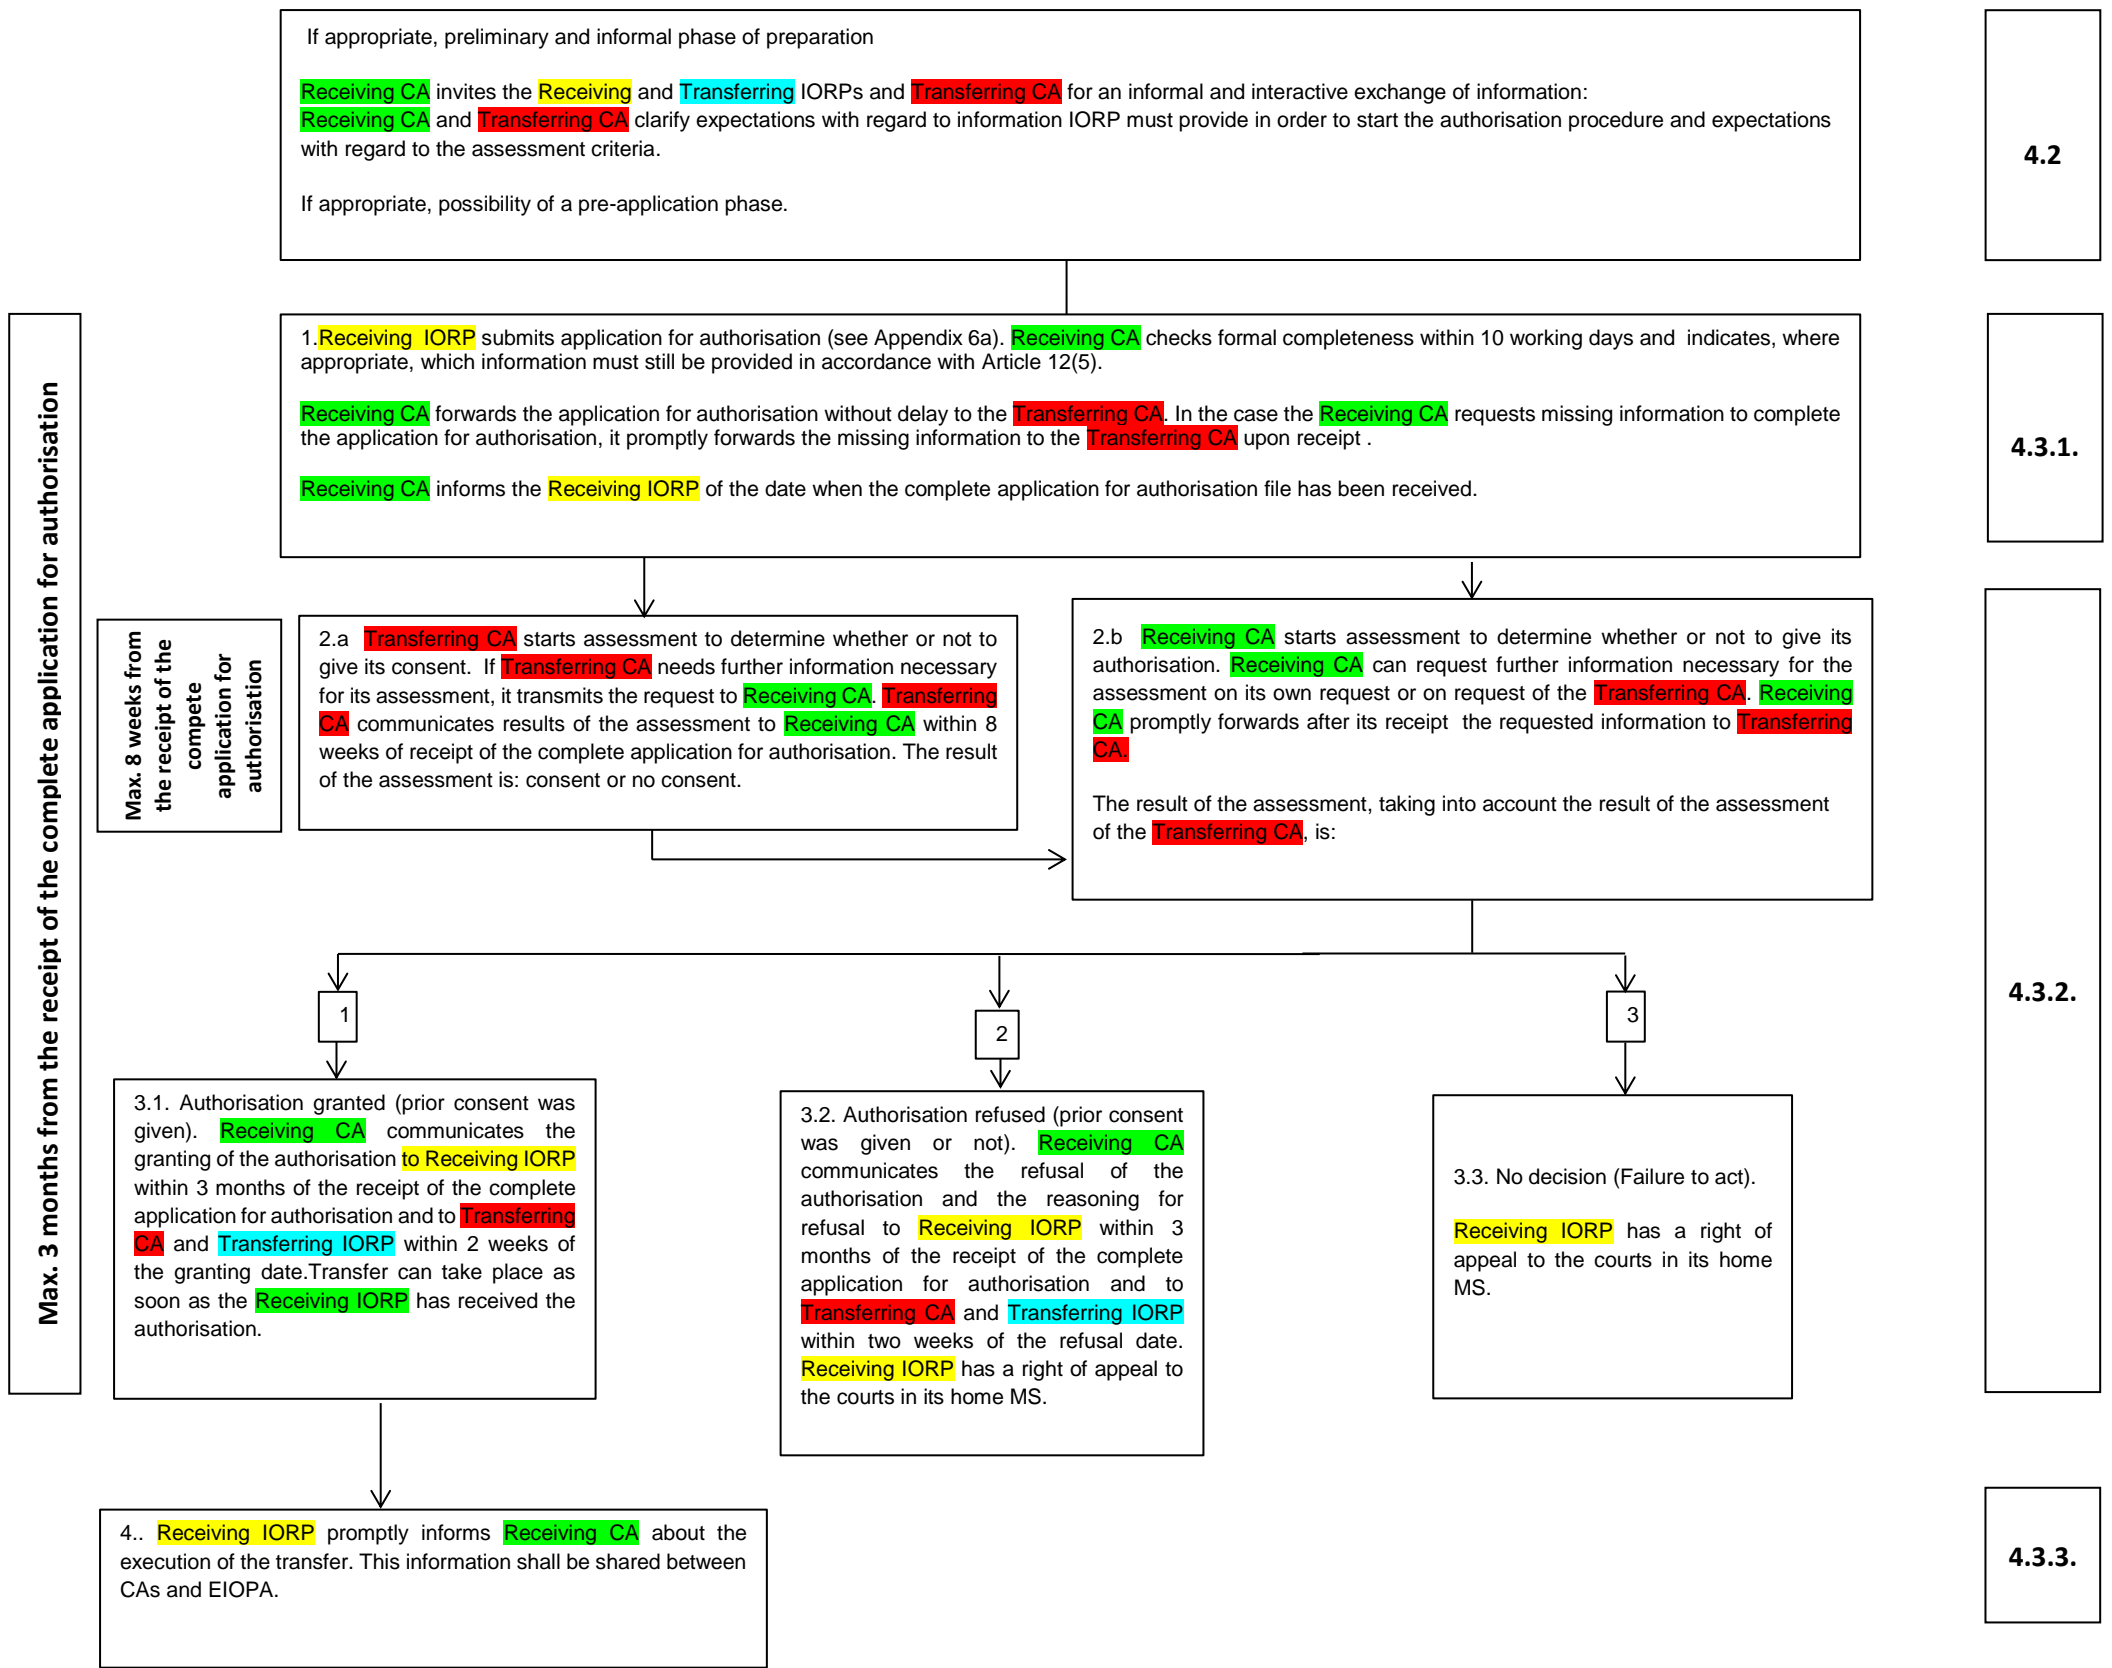 If appropriate, preliminary and informal phase of preparation
Receiving CA invites the Receiving and Transferring IORPs and Transferring CA for an informal and interactive exchange of information:
Receiving CA and Transferring CA clarify expectations with regard to information IORP must provide in order to start the authorisation procedure and expectations
with regard to the assessment criteria.
If appropriate, possibility of a pre-application phase.
4.2
Max. 3 months from the receipt of the complete application for authorisation
1.Receiving IORP submits application for authorisation (see Appendix 6a). Receiving CA checks formal completeness within 10 working days and indicates, where
appropriate, which information must still be provided in accordance with Article 12(5).
Receiving CA forwards the application for authorisation without delay to the Transferring CA. In the case the Receiving CA requests missing information to complete
the application for authorisation, it promptly forwards the missing information to the Transferring CA upon receipt .
Receiving CA informs the Receiving IORP of the date when the complete application for authorisation file has been received.
4.3.1.
Max. 8 weeks from
the receipt of the
compete
application for
authorisation
2.a Transferring CA starts assessment to determine whether or not to
give its consent. If Transferring CA needs further information necessary
for its assessment, it transmits the request to Receiving CA. Transferring
CA communicates results of the assessment to Receiving CA within 8
weeks of receipt of the complete application for authorisation. The result
of the assessment is: consent or no consent.
2.b Receiving CA starts assessment to determine whether or not to give its
authorisation. Receiving CA can request further information necessary for the
assessment on its own request or on request of the Transferring CA. Receiving
CA promptly forwards after its receipt the requested information to Transferring
CA.
The result of the assessment, taking into account the result of the assessment
of the Transferring CA, is:
4.3.2.
1
2
3
3.1. Authorisation granted (prior consent was
given). Receiving CA communicates the
granting of the authorisation to Receiving IORP
within 3 months of the receipt of the complete
application for authorisation and to Transferring
CA and Transferring IORP within 2 weeks of
the granting date.Transfer can take place as
soon as the Receiving IORP has received the
authorisation.
3.2. Authorisation refused (prior consent
was given or not). Receiving CA
communicates the refusal of the
authorisation and the reasoning for
refusal to Receiving IORP within 3
months of the receipt of the complete
application for authorisation and to
Transferring CA and Transferring IORP
within two weeks of the refusal date.
Receiving IORP has a right of appeal to
the courts in its home MS.
3.3. No decision (Failure to act).
Receiving IORP has a right of
appeal to the courts in its home
MS.
4.. Receiving IORP promptly informs Receiving CA about the
execution of the transfer. This information shall be shared between
CAs and EIOPA.
4.3.3.